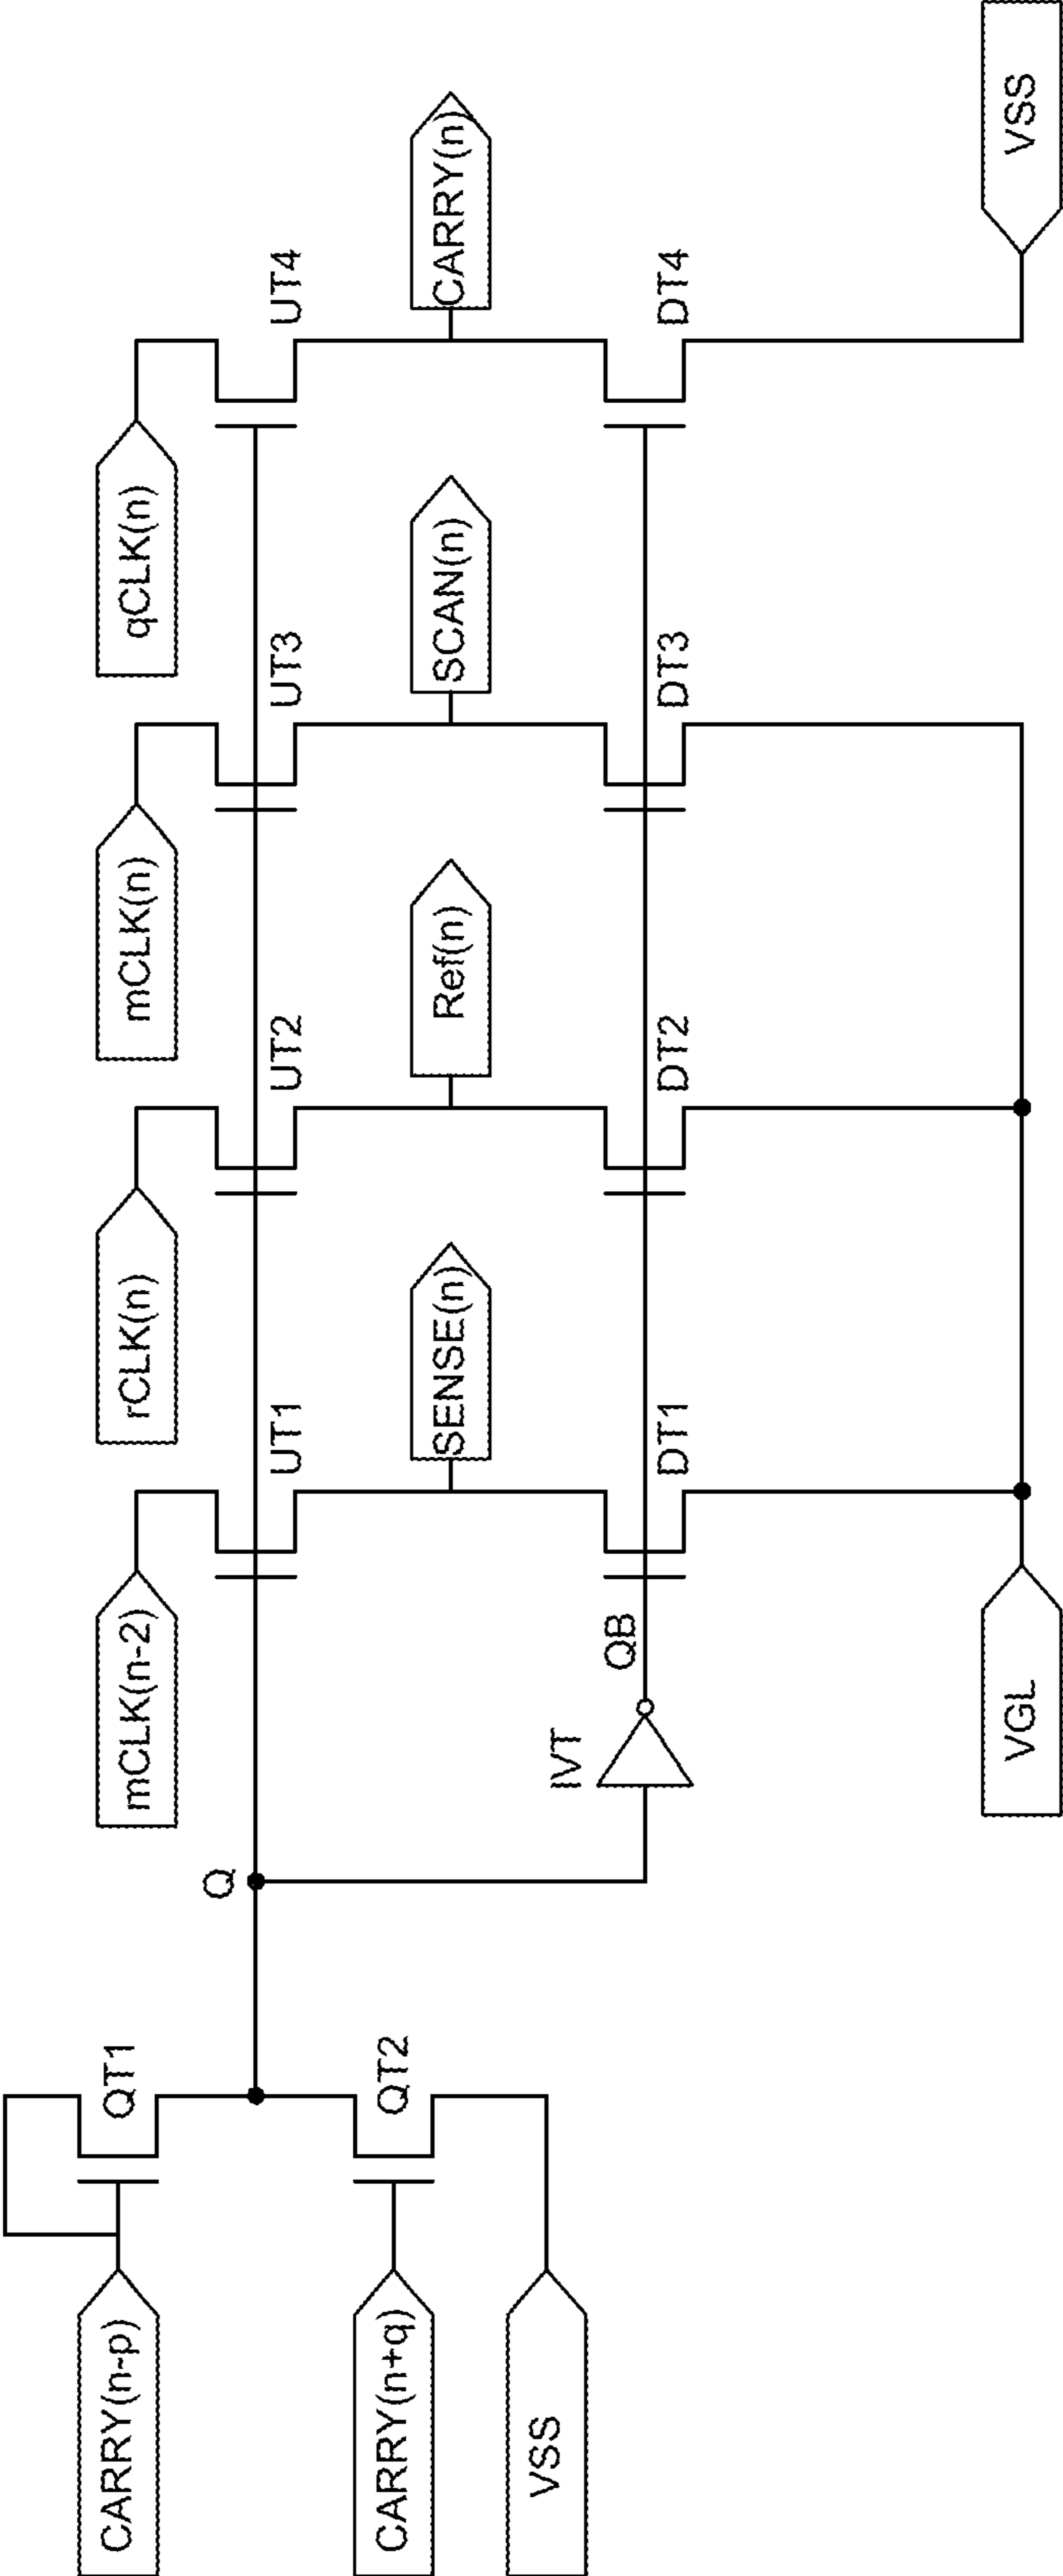 mCLK(n-2)
rCLK(n)
mCLK(n)
qCLK(n)
CARRY(n-p)
QT1
Q
UT1
UT2
UT3
UT4
CARRY(n+q)
QT2
SENSE(n)
Ref(n)
SCAN(n)
CARRY(n)
VSS
IVT
QB
DT1
DT2
DT3
DT4
VGL
VSS